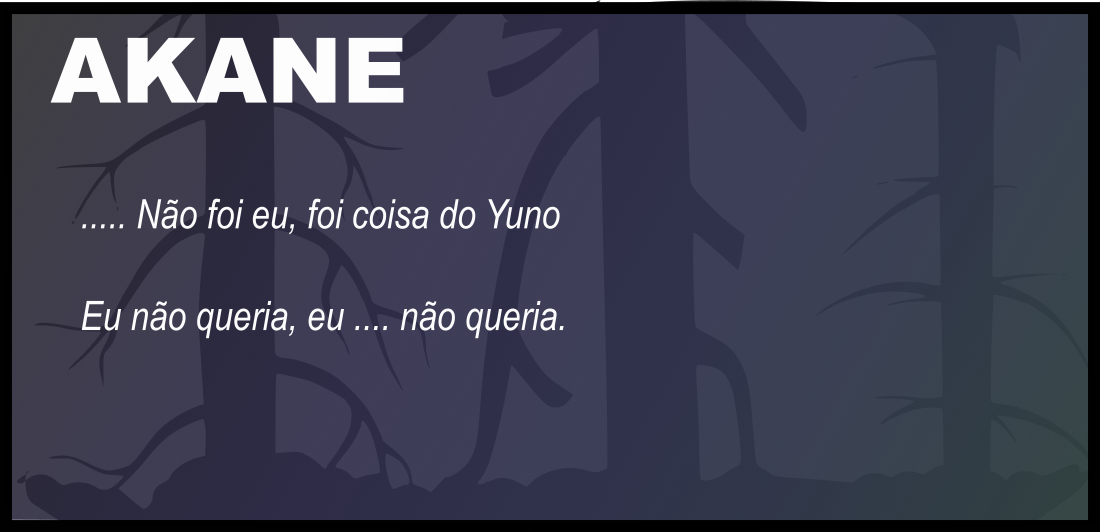 AKANE
..... Não foi eu, foi coisa do Yuno
Eu não queria, eu .... não queria.